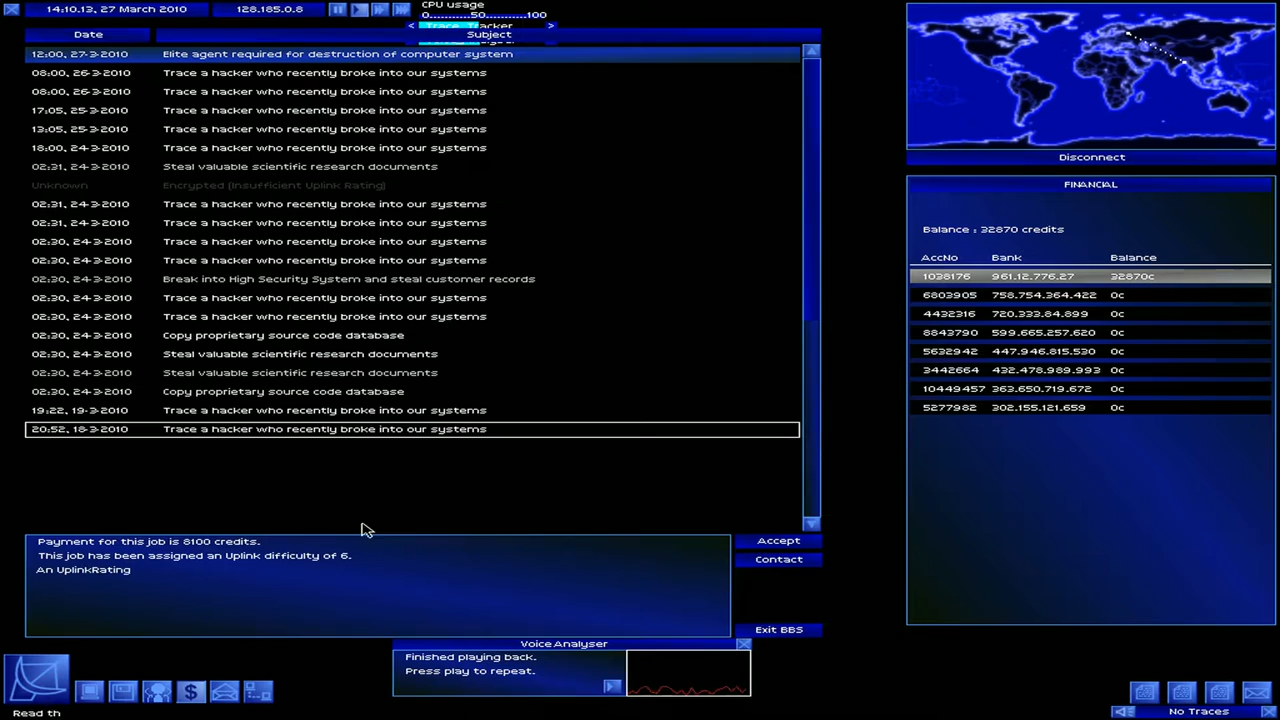 14:10.13, 27 March 2010
128.185.0.8
CPU usage
0..........50..........100
< Trace_Tracker >
Date Subject
12:00, 27-3-2010 Elite agent required for destruction of computer system
08:00, 26-3-2010 Trace a hacker who recently broke into our systems
08:00, 26-3-2010 Trace a hacker who recently broke into our systems
17:05, 25-3-2010 Trace a hacker who recently broke into our systems
13:05, 25-3-2010 Trace a hacker who recently broke into our systems
18:00, 24-3-2010 Trace a hacker who recently broke into our systems
02:31, 24-3-2010 Steal valuable scientific research documents
Unknown Encrypted (Insufficient Uplink Rating)
02:31, 24-3-2010 Trace a hacker who recently broke into our systems
02:31, 24-3-2010 Trace a hacker who recently broke into our systems
02:30, 24-3-2010 Trace a hacker who recently broke into our systems
02:30, 24-3-2010 Trace a hacker who recently broke into our systems
02:30, 24-3-2010 Break into High Security System and steal customer records
02:30, 24-3-2010 Trace a hacker who recently broke into our systems
02:30, 24-3-2010 Trace a hacker who recently broke into our systems
02:30, 24-3-2010 Copy proprietary source code database
02:30, 24-3-2010 Steal valuable scientific research documents
02:30, 24-3-2010 Steal valuable scientific research documents
02:30, 24-3-2010 Copy proprietary source code database
19:22, 19-3-2010 Trace a hacker who recently broke into our systems
20:52, 18-3-2010 Trace a hacker who recently broke into our systems
Payment for this job is 8100 credits.
This job has been assigned an Uplink difficulty of 6.
An UplinkRating
Accept
Contact
Exit BBS
Voice Analyser
Finished playing back.
Press play to repeat.
$
Read th
Disconnect
FINANCIAL
Balance : 32870 credits
AccNo Bank Balance
1038176 961.12.776.27 32870c
6803905 758.754.364.422 0c
4432316 720.333.84.899 0c
8843790 599.665.257.620 0c
5632942 447.946.815.530 0c
3442664 432.478.989.993 0c
10449457 363.650.719.672 0c
5277982 302.155.121.659 0c
No Traces